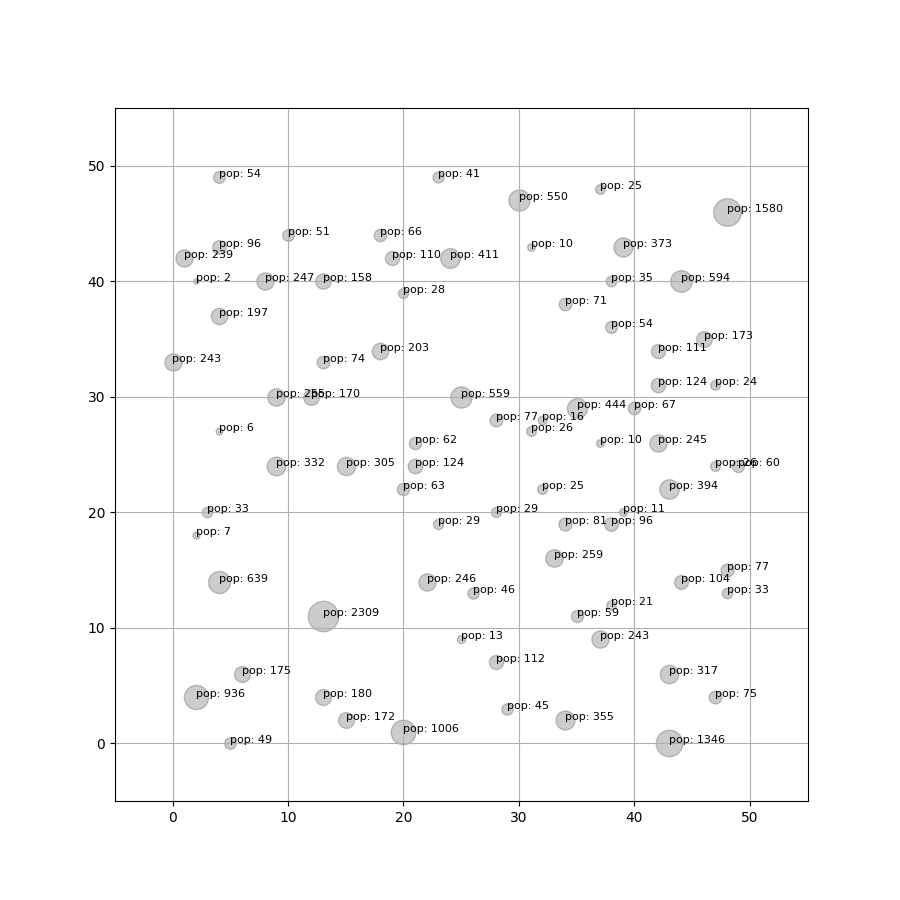 50
pop: 54
pop: 41
pop: 25
pop: 550
pop: 1580
pop: 51
pop: 66
pop: 96
pop: 10
pop: 373
pop: 239
pop: 110
pop: 411
40
pop: 2
pop: 247
pop: 158
pop: 35
pop: 594
pop: 28
pop: 71
pop: 197
pop: 54
pop: 173
pop: 203
pop: 111
pop: 243
pop: 74
pop: 124
pop: 24
30
pop: 255
pop: 170
pop: 559
pop: 444
pop: 67
pop: 77
pop: 16
pop: 6
pop: 26
pop: 62
pop: 10
pop: 245
pop: 332
pop: 305
pop: 124
pop: 26
pop: 60
pop: 63
pop: 25
pop: 394
20
pop: 33
pop: 29
pop: 11
pop: 29
pop: 81
pop: 96
pop: 7
pop: 259
pop: 77
pop: 639
pop: 246
pop: 104
pop: 46
pop: 33
pop: 21
10
pop: 2309
pop: 59
pop: 13
pop: 243
pop: 112
pop: 175
pop: 317
pop: 936
pop: 180
pop: 75
pop: 45
pop: 172
pop: 355
pop: 1006
0
pop: 49
pop: 1346
0 10 20 30 40 50